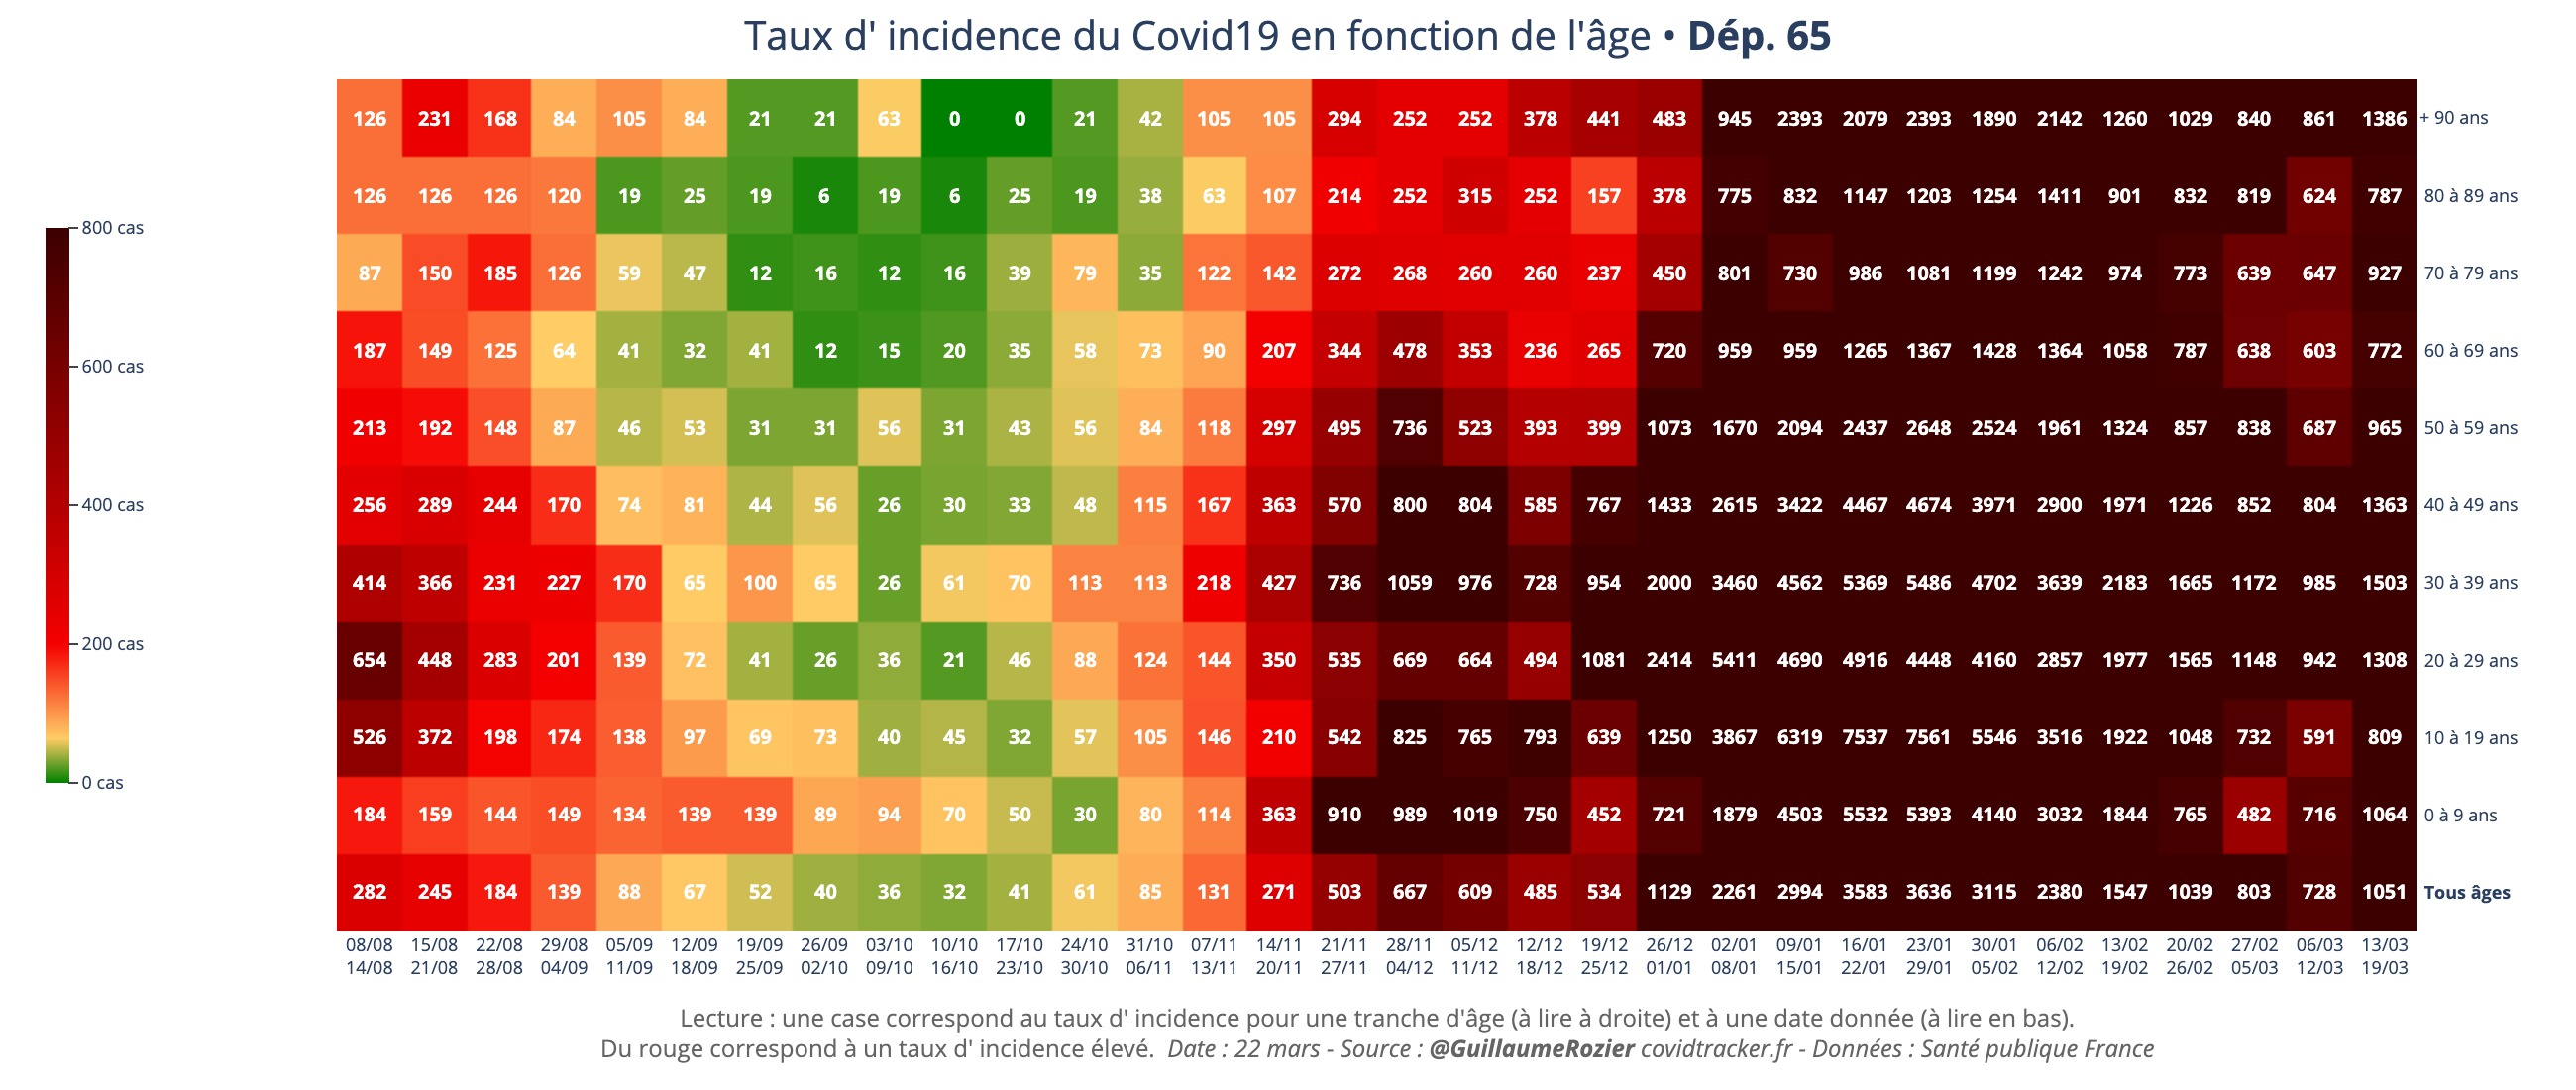 Taux d' incidence du Covid19 en fonction de l'âge • Dép. 65
800 cas
600 cas
400 cas
200 cas
0 cas
126 231 168 84 105 84 21 21 63 0 0 21 42 105 105 294 252 252 378 441 483 945 2393 2079 2393 1890 2142 1260 1029 840 861 1386 + 90 ans
126 126 126 120 19 25 19 6 19 6 25 19 38 63 107 214 252 315 252 157 378 775 832 1147 1203 1254 1411 901 832 819 624 787 80 à 89 ans
87 150 185 126 59 47 12 16 12 16 39 79 35 122 142 272 268 260 260 237 450 801 730 986 1081 1199 1242 974 773 639 647 927 70 à 79 ans
187 149 125 64 41 32 41 12 15 20 35 58 73 90 207 344 478 353 236 265 720 959 959 1265 1367 1428 1364 1058 787 638 603 772 60 à 69 ans
213 192 148 87 46 53 31 31 56 31 43 56 84 118 297 495 736 523 393 399 1073 1670 2094 2437 2648 2524 1961 1324 857 838 687 965 50 à 59 ans
256 289 244 170 74 81 44 56 26 30 33 48 115 167 363 570 800 804 585 767 1433 2615 3422 4467 4674 3971 2900 1971 1226 852 804 1363 40 à 49 ans
414 366 231 227 170 65 100 65 26 61 70 113 113 218 427 736 1059 976 728 954 2000 3460 4562 5369 5486 4702 3639 2183 1665 1172 985 1503 30 à 39 ans
654 448 283 201 139 72 41 26 36 21 46 88 124 144 350 535 669 664 494 1081 2414 5411 4690 4916 4448 4160 2857 1977 1565 1148 942 1308 20 à 29 ans
526 372 198 174 138 97 69 73 40 45 32 57 105 146 210 542 825 765 793 639 1250 3867 6319 7537 7561 5546 3516 1922 1048 732 591 809 10 à 19 ans
184 159 144 149 134 139 139 89 94 70 50 30 80 114 363 910 989 1019 750 452 721 1879 4503 5532 5393 4140 3032 1844 765 482 716 1064 0 à 9 ans
282 245 184 139 88 67 52 40 36 32 41 61 85 131 271 503 667 609 485 534 1129 2261 2994 3583 3636 3115 2380 1547 1039 803 728 1051 Tous âges
08/08 15/08 22/08 29/08 05/09 12/09 19/09 26/09 03/10 10/10 17/10 24/10 31/10 07/11 14/11 21/11 28/11 05/12 12/12 19/12 26/12 02/01 09/01 16/01 23/01 30/01 06/02 13/02 20/02 27/02 06/03 13/03
14/08 21/08 28/08 04/09 11/09 18/09 25/09 02/10 09/10 16/10 23/10 30/10 06/11 13/11 20/11 27/11 04/12 11/12 18/12 25/12 01/01 08/01 15/01 22/01 29/01 05/02 12/02 19/02 26/02 05/03 12/03 19/03
Lecture : une case correspond au taux d' incidence pour une tranche d'âge (à lire à droite) et à une date donnée (à lire en bas).
Du rouge correspond à un taux d' incidence élevé. Date : 22 mars - Source : @GuillaumeRozier covidtracker.fr - Données : Santé publique France